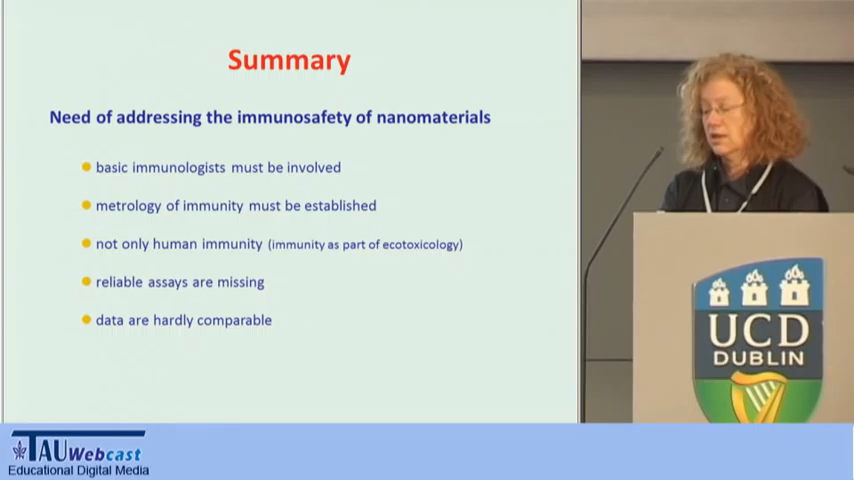 Summary
Need of addressing the immunosafety of nanomaterials
basic immunologists must be involved
metrology of immunity must be established
not only human immunity (immunity as part of ecotoxicology)
reliable assays are missing
data are hardly comparable
UCD
DUBLIN
TAU Webcast
Educational Digital Media